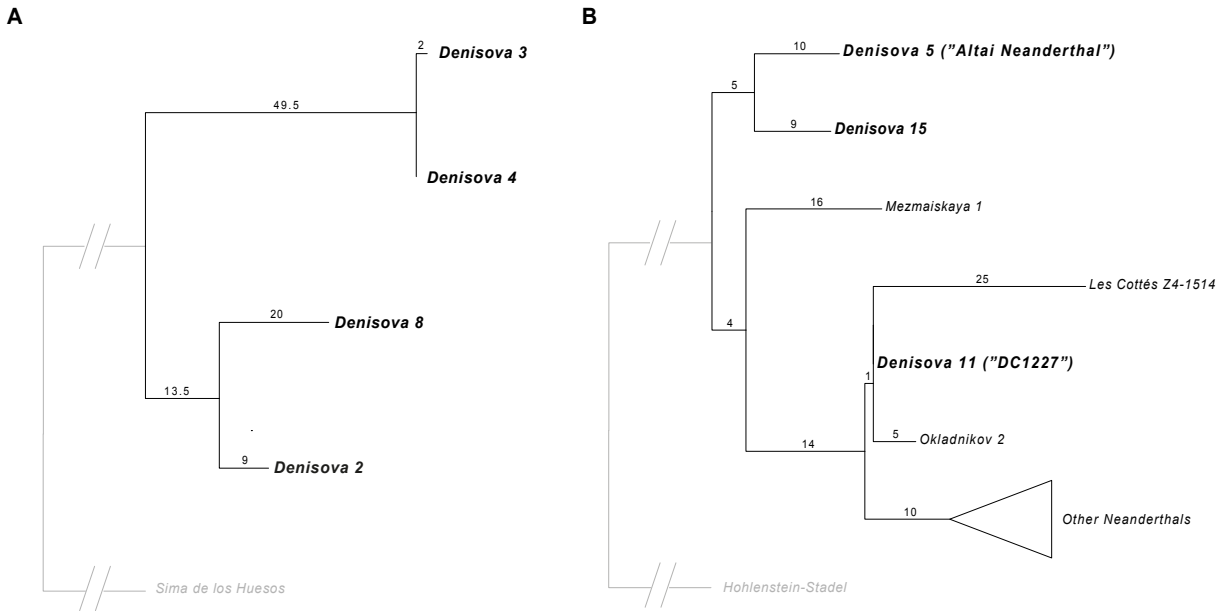 A
2
Denisova 3
49.5
Denisova 4
20
Denisova 8
13.5
9
Denisova 2
Sima de los Huesos
B
10
Denisova 5 (”Altai Neanderthal”)
5
9
Denisova 15
16
Mezmaiskaya 1
25
Les Cottés Z4-1514
4
Denisova 11 (”DC1227”)
1
14
5
Okladnikov 2
10
Other Neanderthals
Hohlenstein-Stadel